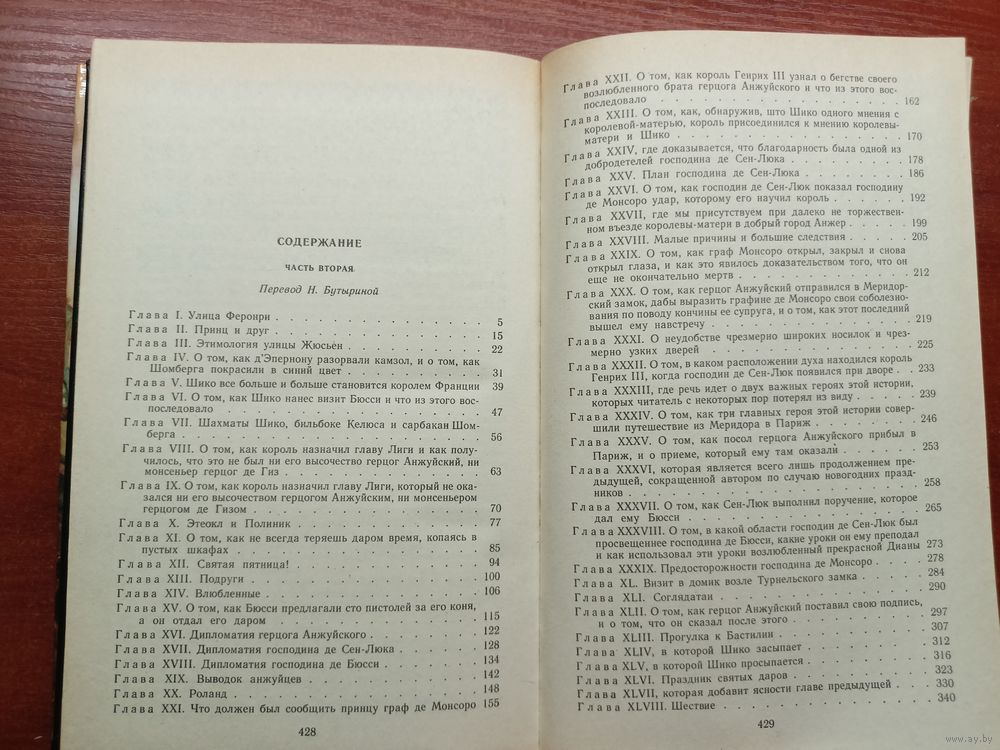 СОДЕРЖАНИЕ
ЧАСТЬ ВТОРАЯ
Перевод Н. Бутыриной
Глава I. Улица Феронри . . . . . . . . . . 5
Глава II. Принц и друг . . . . . . . . . . 15
Глава III. Этимология улицы Жюсьен . . . . . . . . . . 22
Глава IV. О том, как д'Эпернону разорвали камзол, и о том, как
Шомберга покрасили в синий цвет . . . . . . . . . . 31
Глава V. Шико все больше и больше становится королем Франции 39
Глава VI. О том, как Шико нанес визит Бюсси и что из этого вос-
последовало . . . . . . . . . . 47
Глава VII. Шахматы Шико, бильбоке Келюса и сарбакан Шом-
берга . . . . . . . . . . 56
Глава VIII. О том, как король назначил главу Лиги и как полу-
чилось, что это не был ни его высочество герцог Анжуйский, ни
монсеньер герцог де Гиз . . . . . . . . . . 63
Глава IX. О том, как король назначил главу Лиги, который не ока-
зался ни его высочеством герцогом Анжуйским, ни монсеньером
герцогом де Гизом . . . . . . . . . . 70
Глава X. Этеокл и Полиник . . . . . . . . . . 77
Глава XI. О том, как не всегда теряешь даром время, копаясь в
пустых шкафах . . . . . . . . . . 85
Глава XII. Святая пятница! . . . . . . . . . . 94
Глава XIII. Подруги . . . . . . . . . . 100
Глава XIV. Влюбленные . . . . . . . . . . 106
Глава XV. О том, как Бюсси предлагали сто пистолей за его коня,
а он отдал его даром . . . . . . . . . . 115
Глава XVI. Дипломатия герцога Анжуйского . . . . . . . . . . 122
Глава XVII. Дипломатия господина де Сен-Люка . . . . . . . . . . 128
Глава XVIII. Дипломатия господина де Бюсси . . . . . . . . . . 134
Глава XIX. Выводок анжуйцев . . . . . . . . . . 142
Глава XX. Роланд . . . . . . . . . . 148
Глава XXI. Что должен был сообщить принцу граф де Монсоро 155
428
Глава XXII. О том, как король Генрих III узнал о бегстве своего
возлюбленного брата герцога Анжуйского и что из этого вос-
последовало . . . . . . . . . . 162
Глава XXIII. О том, как, обнаружив, что Шико одного мнения с
королевой-матерью, король присоединился к мнению королевы-
матери и Шико . . . . . . . . . . 170
Глава XXIV, где доказывается, что благодарность была одной из
добродетелей господина де Сен-Люка . . . . . . . . . . 178
Глава XXV. План господина де Сен-Люка . . . . . . . . . . 186
Глава XXVI. О том, как господин де Сен-Люк показал господину
де Монсоро удар, которому его научил король . . . . . . . . . . 192
Глава XXVII, где мы присутствуем при далеко не торжествен-
ном въезде королевы-матери в добрый город Анжер . . . . . . . . . . 199
Глава XXVIII. Малые причины и большие следствия . . . . . . . . . . 205
Глава XXIX. О том, как граф Монсоро открыл, закрыл и снова
открыл глаза, и как это явилось доказательством того, что он
еще не окончательно мертв . . . . . . . . . . 212
Глава XXX. О том, как герцог Анжуйский отправился в Меридор-
ский замок, дабы выразить графине де Монсоро свои соболезно-
вания по поводу кончины ее супруга, и о том, как этот последний
вышел ему навстречу . . . . . . . . . . 219
Глава XXXI. О неудобстве чрезмерно широких носилок и чрез-
мерно узких дверей . . . . . . . . . . 225
Глава XXXII. О том, в каком расположении духа находился король
Генрих III, когда господин де Сен-Люк появился при дворе . . 233
Глава XXXIII, где речь идет о двух важных героях этой истории,
которых читатель с некоторых пор потерял из виду . . . . . . . . . . 239
Глава XXXIV. О том, как три главных героя этой истории совер-
шили путешествие из Меридора в Париж . . . . . . . . . . 246
Глава XXXV. О том, как посол герцога Анжуйского прибыл в
Париж, и о приеме, который ему там оказали . . . . . . . . . . 253
Глава XXXVI, которая является всего лишь продолжением пре-
дыдущей, сокращенной автором по случаю новогодних празд-
ников . . . . . . . . . . 258
Глава XXXVII. О том, как Сен-Люк выполнил поручение, которое
дал ему Бюсси . . . . . . . . . . 265
Глава XXXVIII. О том, в какой области господин де Сен-Люк был
просвещеннее господина де Бюсси, какие уроки он ему преподал
и как использовал эти уроки возлюбленный прекрасной Дианы 273
Глава XXXIX. Предосторожности господина де Монсоро . . . . . . . . . . 278
Глава XL. Визит в домик возле Турнельского замка . . . . . . . . . . 284
Глава XLI. Соглядатаи . . . . . . . . . . 290
Глава XLII. О том, как герцог Анжуйский поставил свою подпись,
и о том, что он сказал после этого . . . . . . . . . . 297
Глава XLIII. Прогулка к Бастилии . . . . . . . . . . 307
Глава XLIV, в которой Шико засыпает . . . . . . . . . . 312
Глава XLV, в которой Шико просыпается . . . . . . . . . . 316
Глава XLVI. Праздник святых даров . . . . . . . . . . 323
Глава XLVII, которая добавит ясности главе предыдущей . . . . . . . . . . 330
Глава XLVIII. Шествие . . . . . . . . . . 340
429
www.ay.by